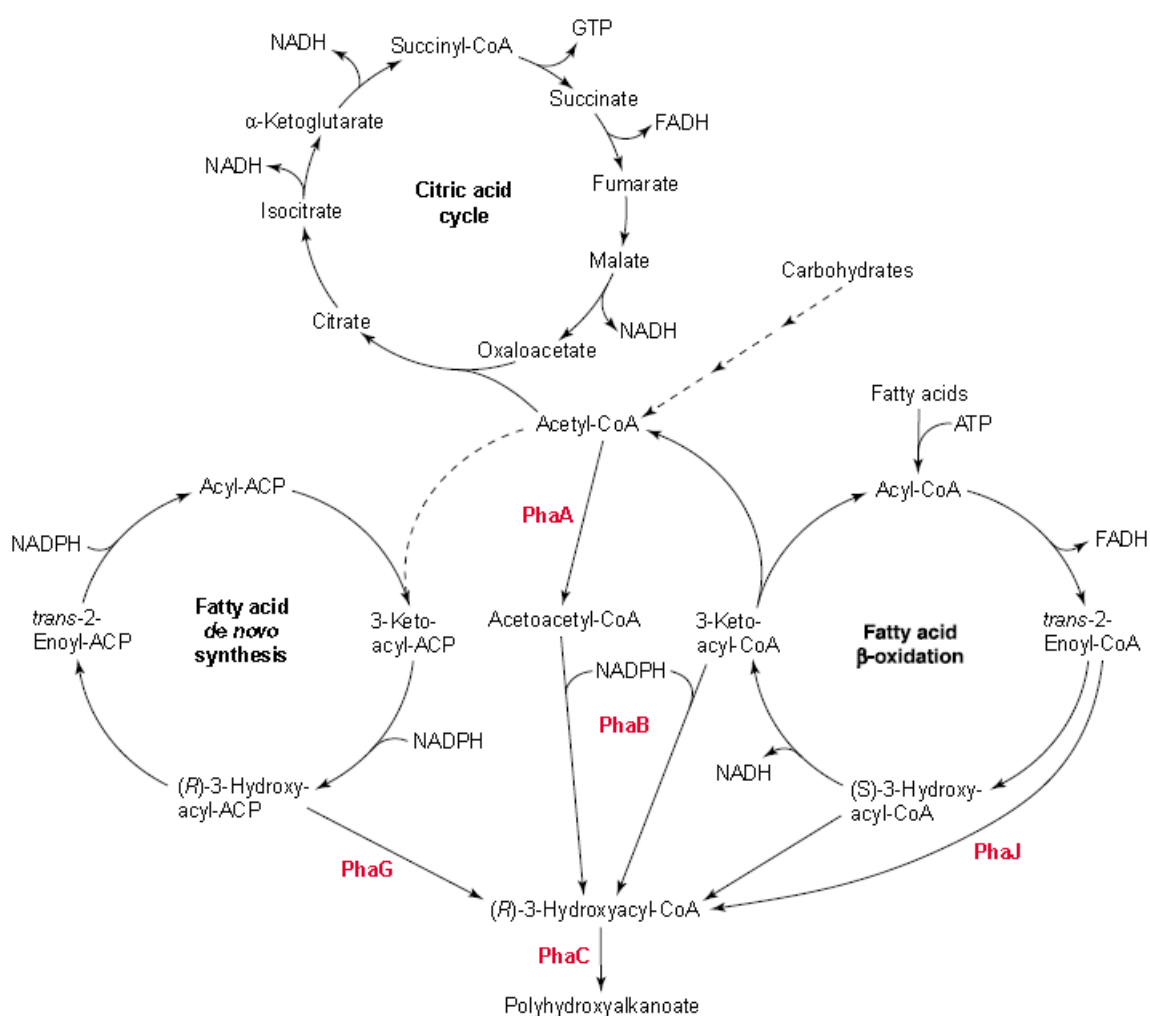 GTP
NADH
Succinyl-CoA
Succinate
α-Ketoglutarate
FADH
NADH
Citric acid
cycle
Fumarate
Isocitrate
Malate
Carbohydrates
Citrate
NADH
Oxaloacetate
Fatty acids
Acetyl-CoA
ATP
Acyl-ACP
Acyl-CoA
PhaA
NADPH
FADH
trans-2-
Enoyl-ACP
Fatty acid
de novo
synthesis
3-Keto-
acyl-ACP
Acetoacetyl-CoA
3-Keto-
acyl-CoA
Fatty acid
β-oxidation
trans-2-
Enoyl-CoA
NADPH
PhaB
NADPH
NADH
(R)-3-Hydroxy-
acyl-ACP
(S)-3-Hydroxy-
acyl-CoA
PhaG
PhaJ
(R)-3-Hydroxyacyl-CoA
PhaC
Polyhydroxyalkanoate